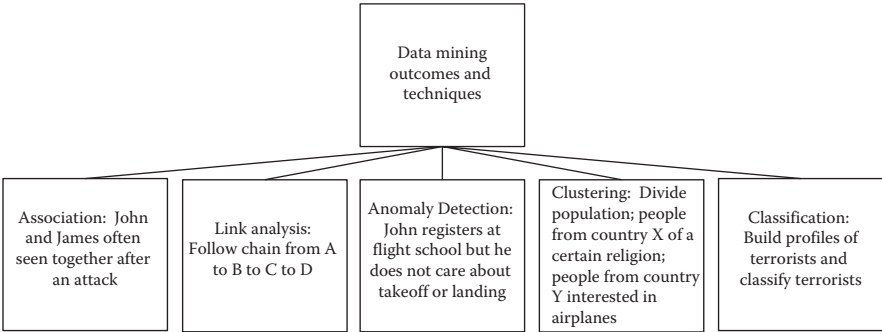 Data mining
outcomes and
techniques
Association:  John
and James often
seen together after
an attack
Link analysis:
Follow chain from A
to B to C to D
Anomaly Detection:
John registers at
flight school but he
does not care about
takeoff or landing
Clustering:  Divide
population; people
from country X of a
certain religion;
people from country
Y interested in
airplanes
Classification:
Build profiles of
terrorists and
classify terrorists